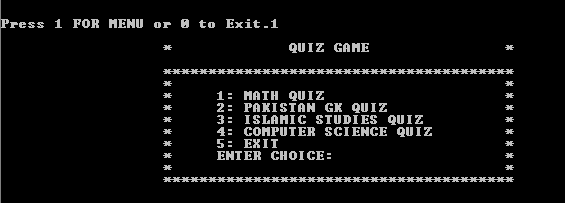 Press 1 FOR MENU or 0 to Exit.1
* QUIZ GAME *
*****************************************
* *
* 1: MATH QUIZ *
* 2: PAKISTAN GK QUIZ *
* 3: ISLAMIC STUDIES QUIZ *
* 4: COMPUTER SCIENCE QUIZ *
* 5: EXIT *
* ENTER CHOICE: *
* *
*****************************************